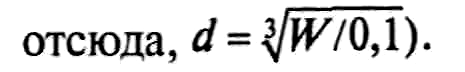 отсюда, d = ∛W/0,1).